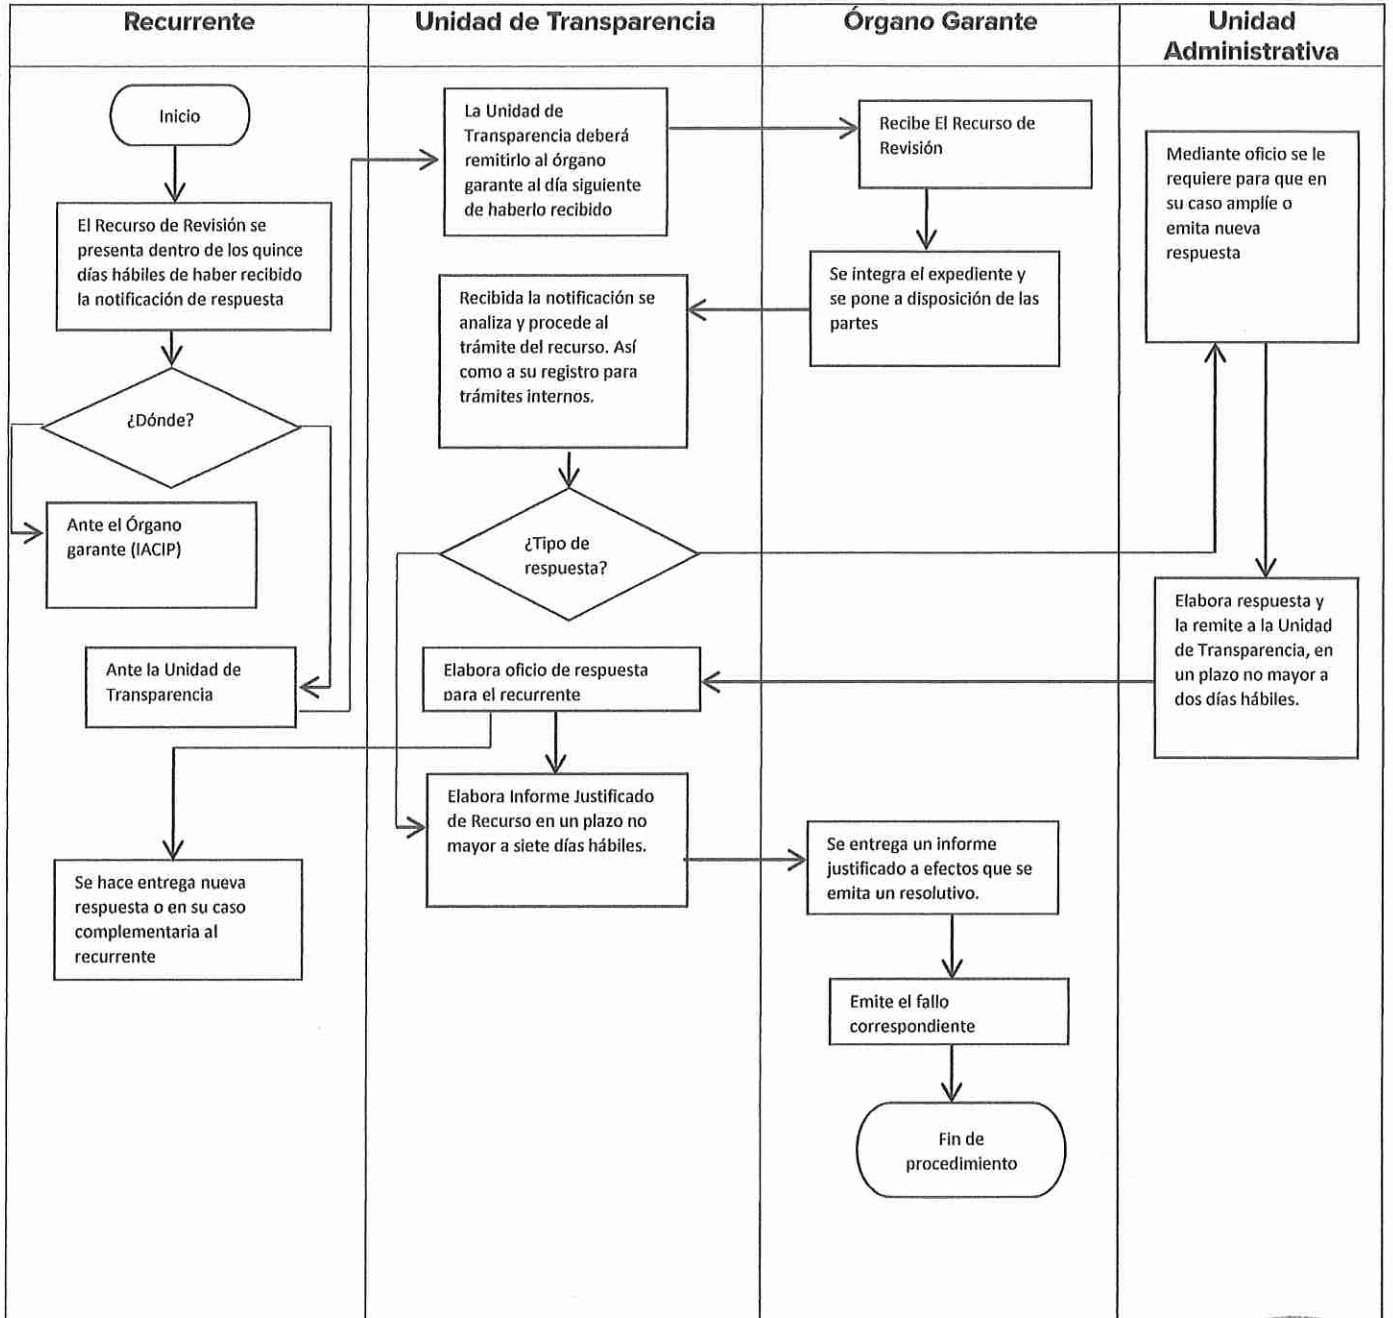 Recurrente
Unidad de Transparencia
Órgano Garante
Unidad
Administrativa
Inicio
El Recurso de Revisión se
presenta dentro de los quince
días hábiles de haber recibido
la notificación de respuesta
¿Dónde?
Ante el Órgano
garante (IACIP)
Ante la Unidad de
Transparencia
La Unidad de
Transparencia deberá
remitirlo al órgano
garante al día siguiente
de haberlo recibido
Recibe El Recurso de
Revisión
Se integra el expediente y
se pone a disposición de las
partes
Recibida la notificación se
analiza y procede al
trámite del recurso. Así
como a su registro para
trámites internos.
¿Tipo de
respuesta?
Mediante oficio se le
requiere para que en
su caso amplíe o
emita nueva
respuesta
Elabora respuesta y
la remite a la Unidad
de Transparencia, en
un plazo no mayor a
dos días hábiles.
Elabora oficio de respuesta
para el recurrente
Se hace entrega nueva
respuesta o en su caso
complementaria al
recurrente
Elabora Informe Justificado
de Recurso en un plazo no
mayor a siete días hábiles.
Se entrega un informe
justificado a efectos que se
emita un resolutivo.
Emite el fallo
correspondiente
Fin de
procedimiento